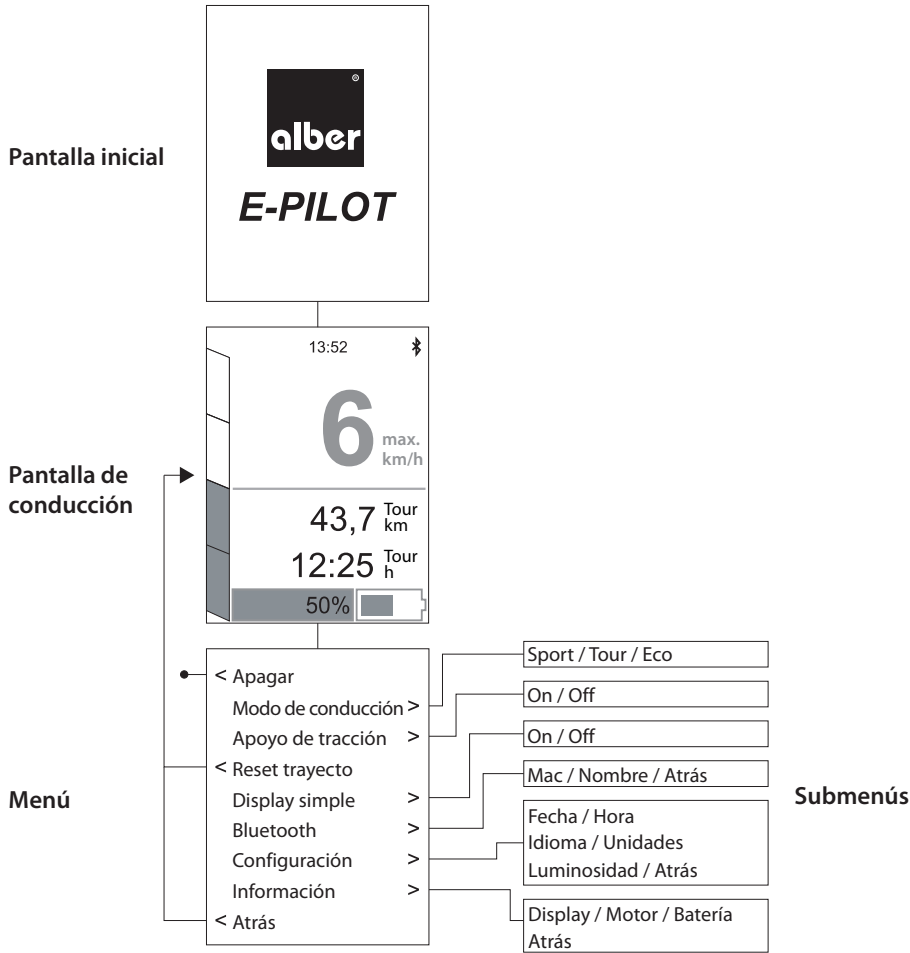 Pantalla inicial
®
alber
E-PILOT
Pantalla de
conducción
13:52
6 max.
km/h
43,7 Tour
km
12:25 Tour
h
50%
Menú
< Apagar
Modo de conducción >
Apoyo de tracción >
< Reset trayecto
Display simple >
Bluetooth >
Configuración >
Información >
< Atrás
Submenús
Sport / Tour / Eco
On / Off
On / Off
Mac / Nombre / Atrás
Fecha / Hora
Idioma / Unidades
Luminosidad / Atrás
Display / Motor / Batería
Atrás